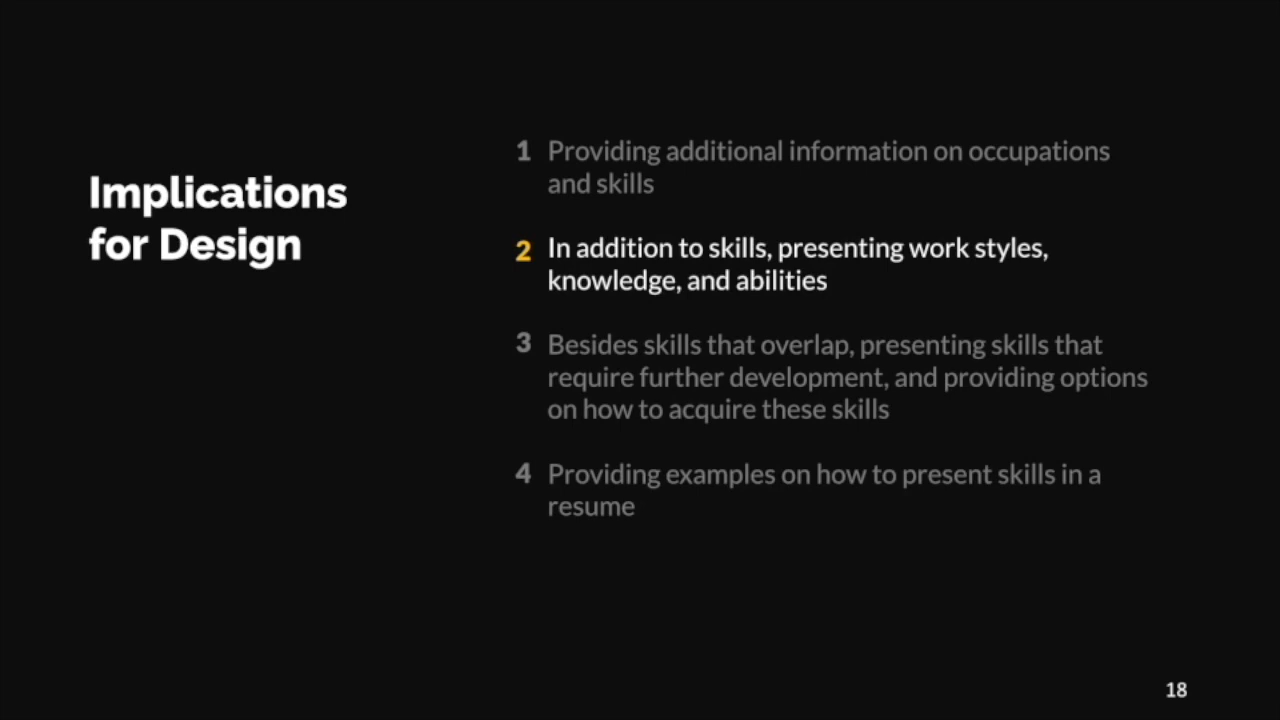 Implications
for Design
1 Providing additional information on occupations
and skills
2 In addition to skills, presenting work styles,
knowledge, and abilities
3 Besides skills that overlap, presenting skills that
require further development, and providing options
on how to acquire these skills
4 Providing examples on how to present skills in a
resume
18